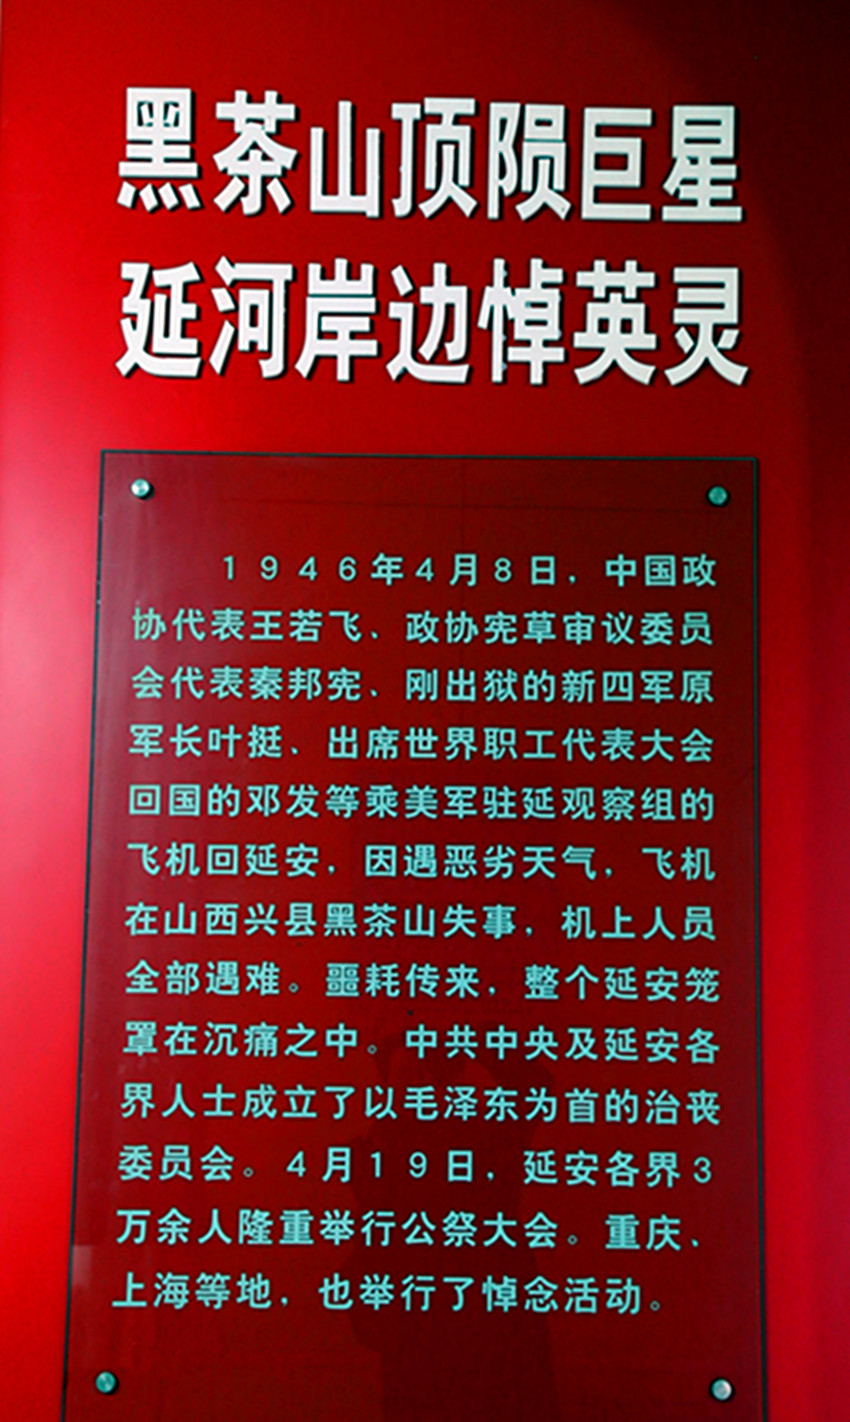 黑茶山顶陨巨星
延河岸边悼英灵
1946年4月8日，中国政
协代表王若飞、政协宪草审议委员
会代表秦邦宪、刚出狱的新四军原
军长叶挺、出席世界职工代表大会
回国的邓发等乘美军驻延观察组的
飞机回延安，因遇恶劣天气，飞机
在山西兴县黑茶山失事，机上人员
全部遇难。噩耗传来，整个延安笼
罩在沉痛之中。中共中央及延安各
界人士成立了以毛泽东为首的治丧
委员会。4月19日，延安各界3
万余人隆重举行公祭大会。重庆、
上海等地，也举行了悼念活动。